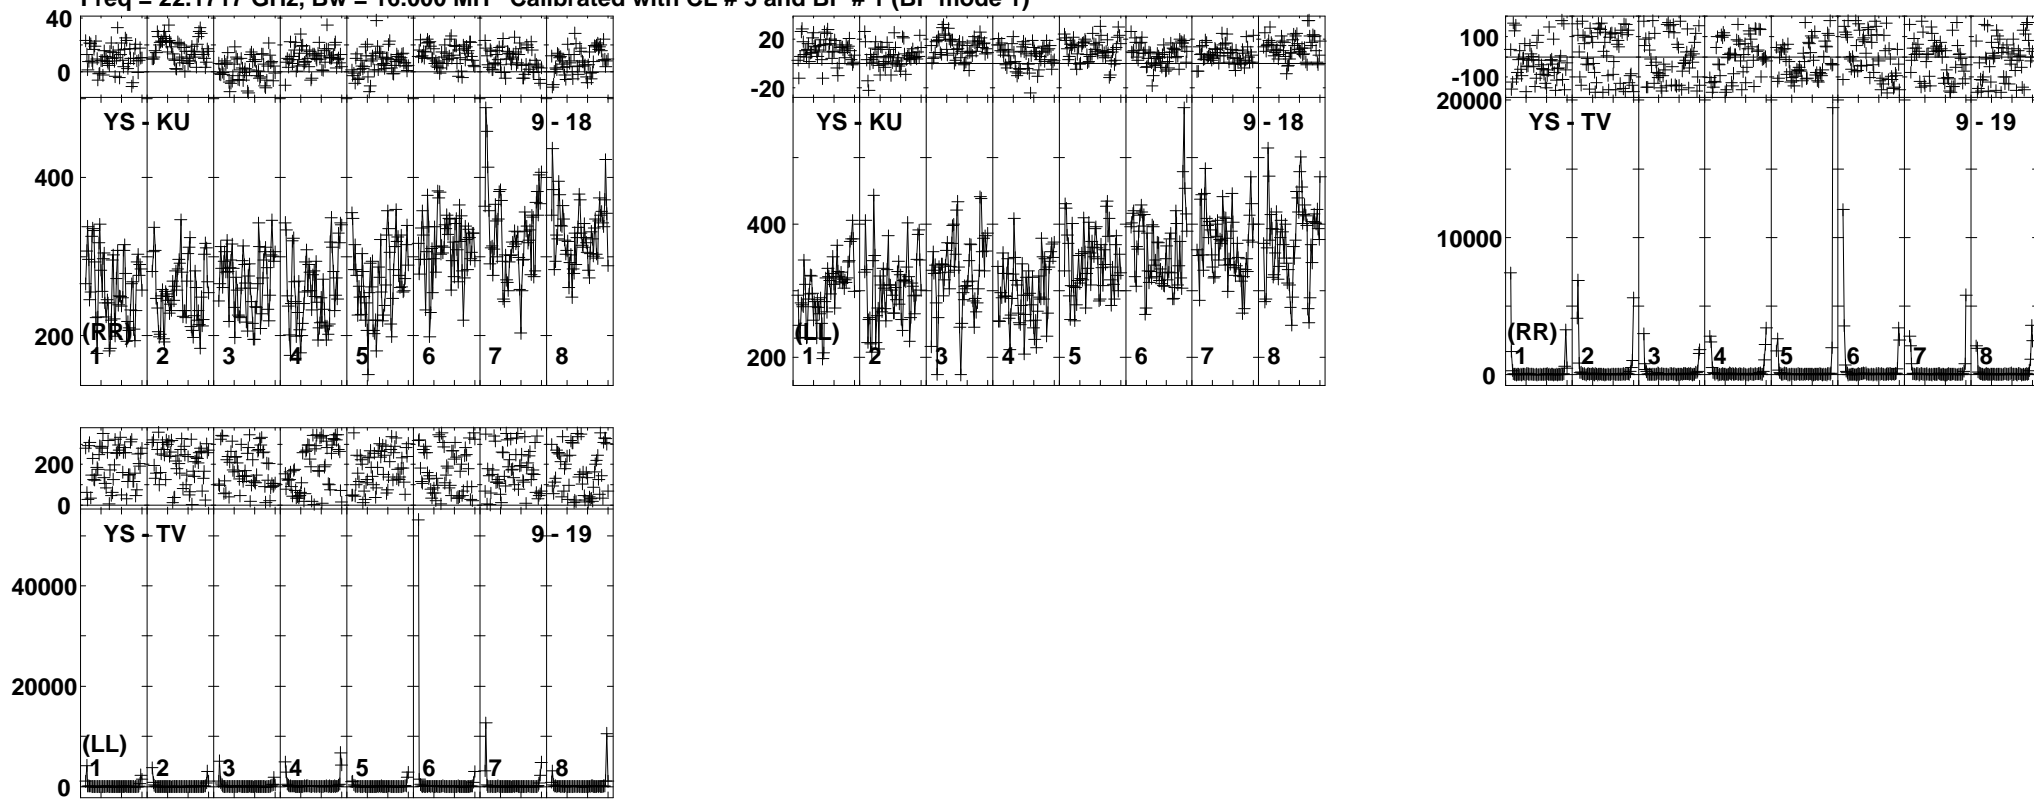 Freq = 22.1717 GHz, Bw = 16.000 MH Calibrated with CL # 3 and BP # 1 (BP mode 1)
40
0
YS - KU 9 - 18
400
200
(RR)
1 2 3 4 5 6 7 8
20
-20
YS - KU 9 - 18
400
200
(LL)
1 2 3 4 5 6 7 8
100
-100
20000
YS - TV 9 - 19
10000
0
(RR)
1 2 3 4 5 6 7 8
200
0
YS - TV 9 - 19
40000
20000
0
(LL)
1 2 3 4 5 6 7 8